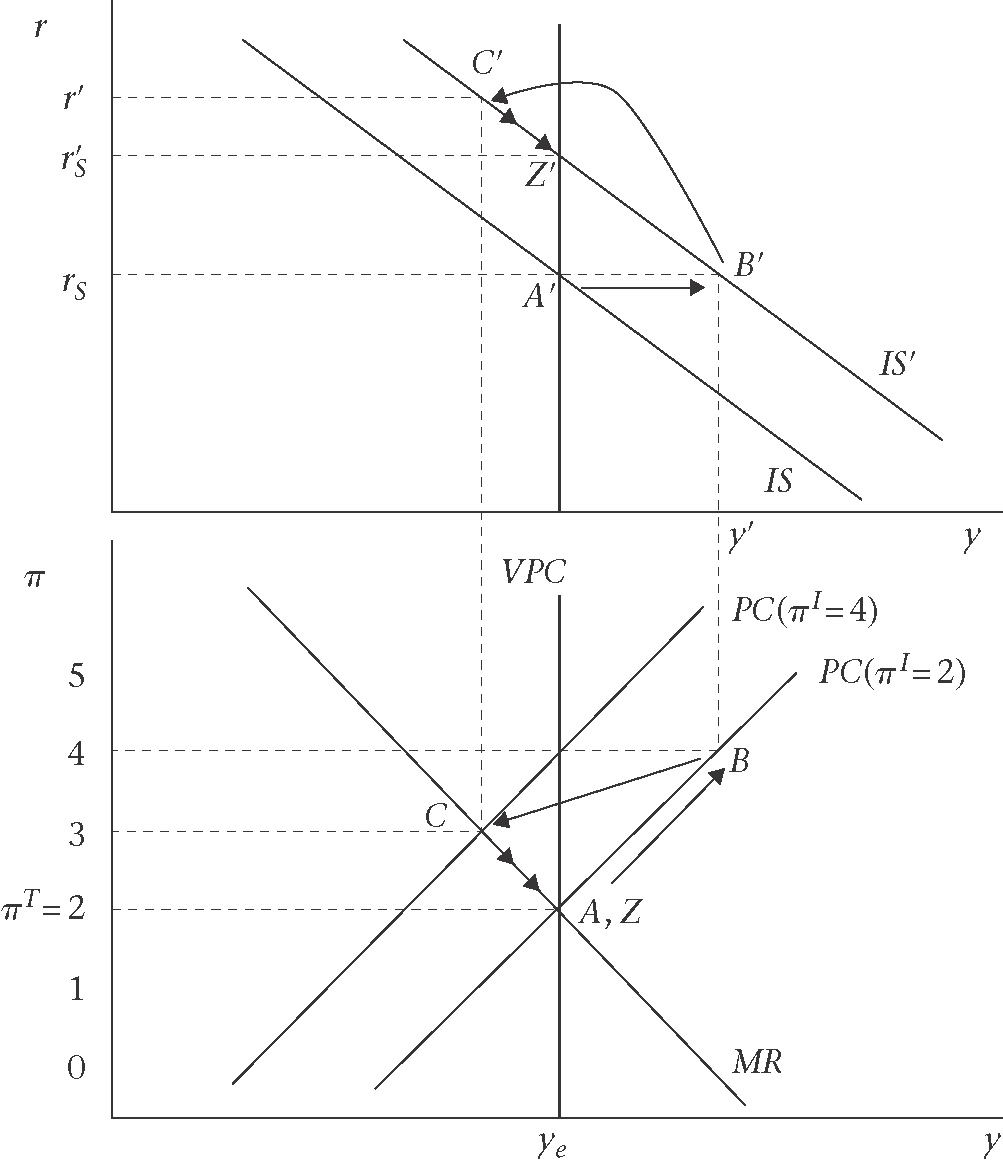 r
C′
r′
r′S
Z′
B′
rS
A′
IS′
IS
y′
y
π
VPC
PC(πI=4)
PC(πI=2)
5
4
B
C
3
πT=2
A, Z
1
0
MR
ye
y